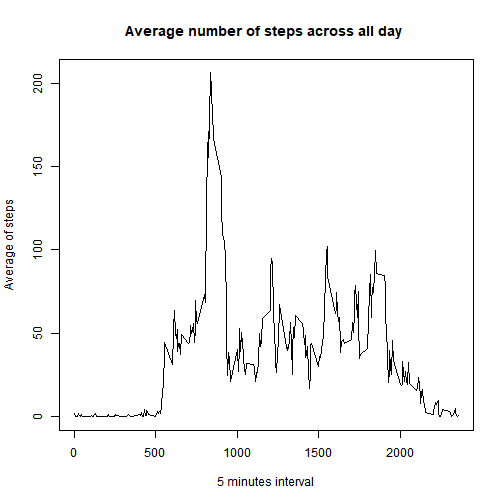 Average number of steps across all day
Average of steps
200
150
100
50
0
0 500 1000 1500 2000
5 minutes interval